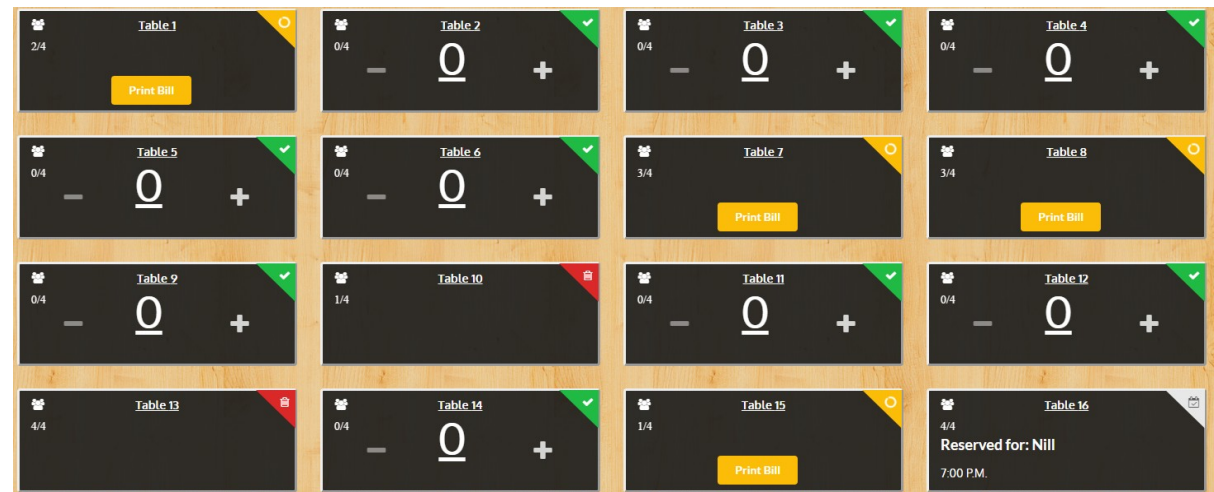 Table 1
2/4
Print Bill
Table 2
0/4
0
Table 3
0/4
0
Table 4
0/4
0
Table 5
0/4
0
Table 6
0/4
0
Table 7
3/4
Print Bill
Table 8
3/4
Print Bill
Table 9
0/4
0
Table 10
1/4
Table 11
0/4
0
Table 12
0/4
0
Table 13
4/4
Table 14
0/4
0
Table 15
1/4
Print Bill
Table 16
4/4
Reserved for: Nill
7:00 P.M.